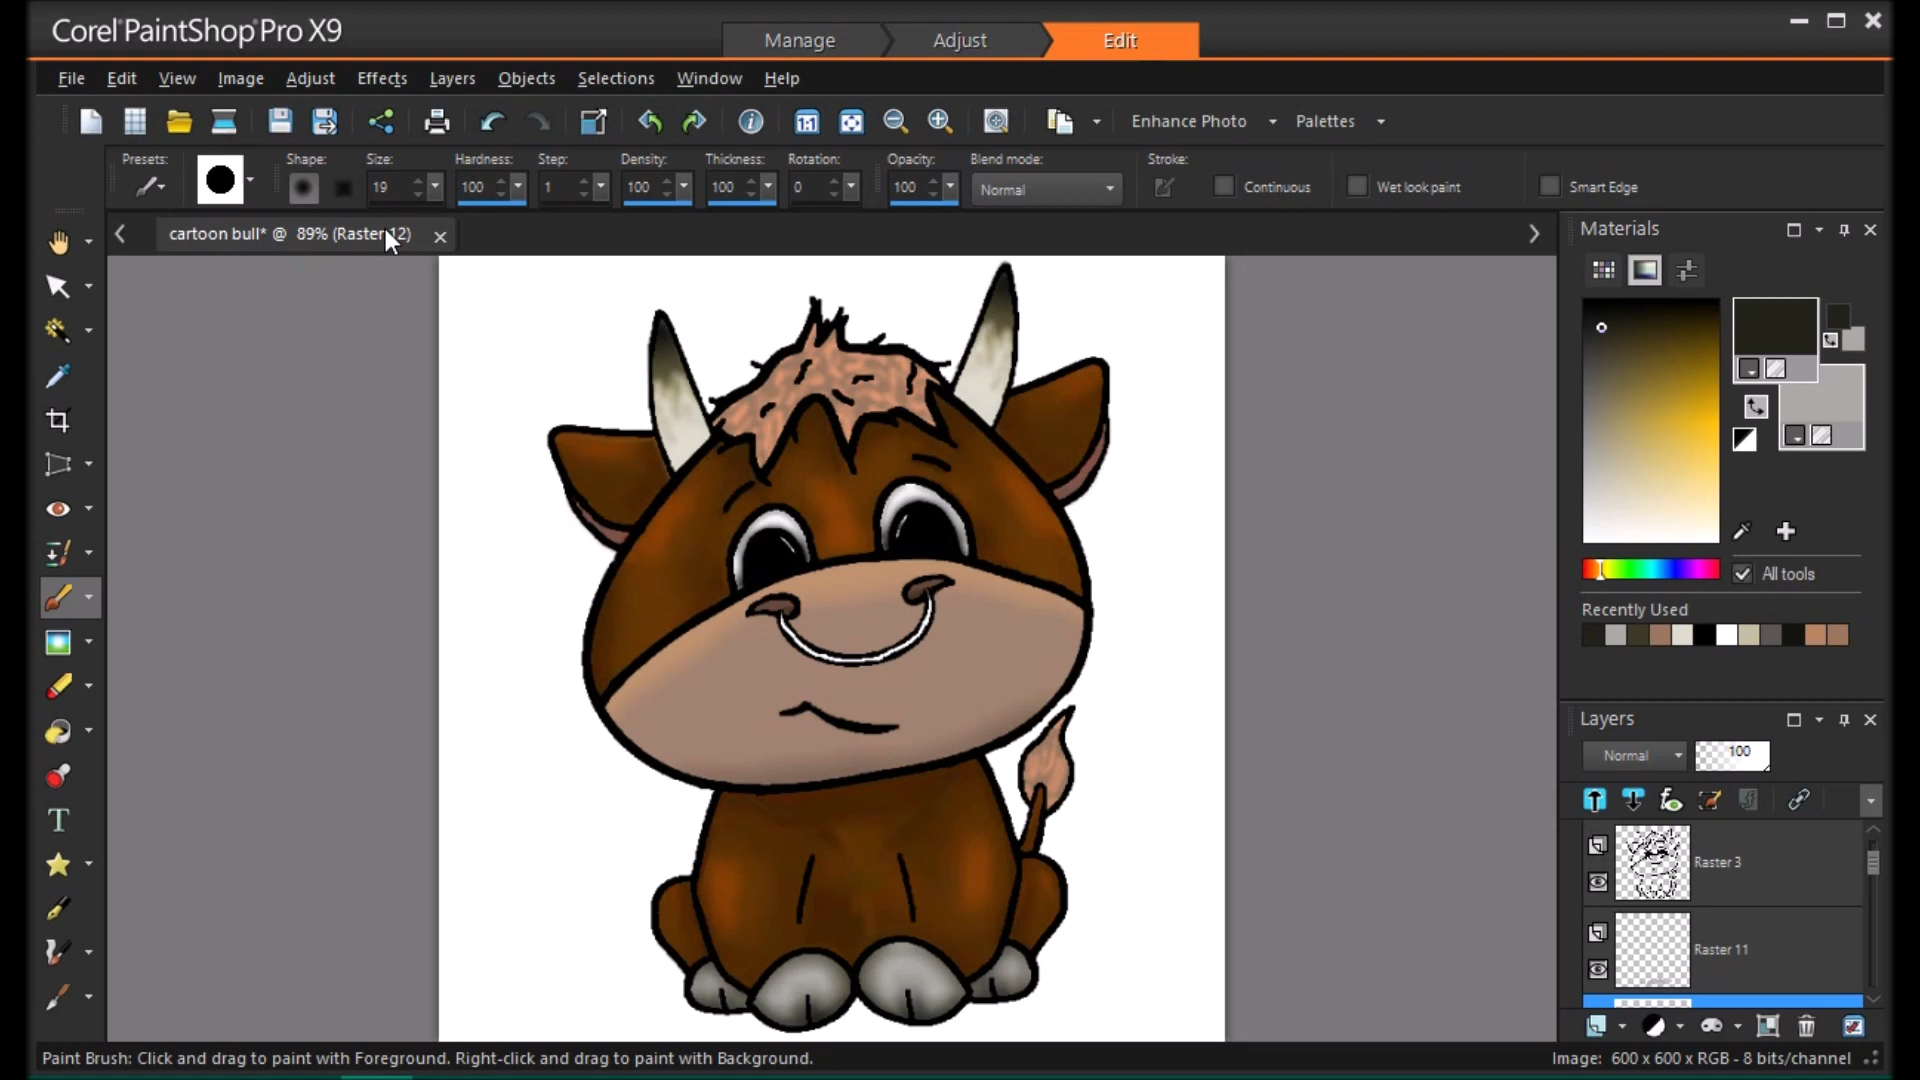 Corel PaintShop Pro X9
Manage Adjust Edit
File Edit View Image Adjust Effects Layers Objects Selections Window Help
1:1 Enhance Photo Palettes
Presets: Shape: Size: Hardness: Step: Density: Thickness: Rotation: Opacity: Blend mode: Stroke:
19 100 1 100 100 0 100 Normal Continuous Wet look paint Smart Edge
cartoon bull* @ 89% (Raster 12)
Materials
All tools
Recently Used
Layers
Normal 100
Raster 3
Raster 11
Paint Brush: Click and drag to paint with Foreground. Right-click and drag to paint with Background.
Image: 600 x 600 x RGB - 8 bits/channel